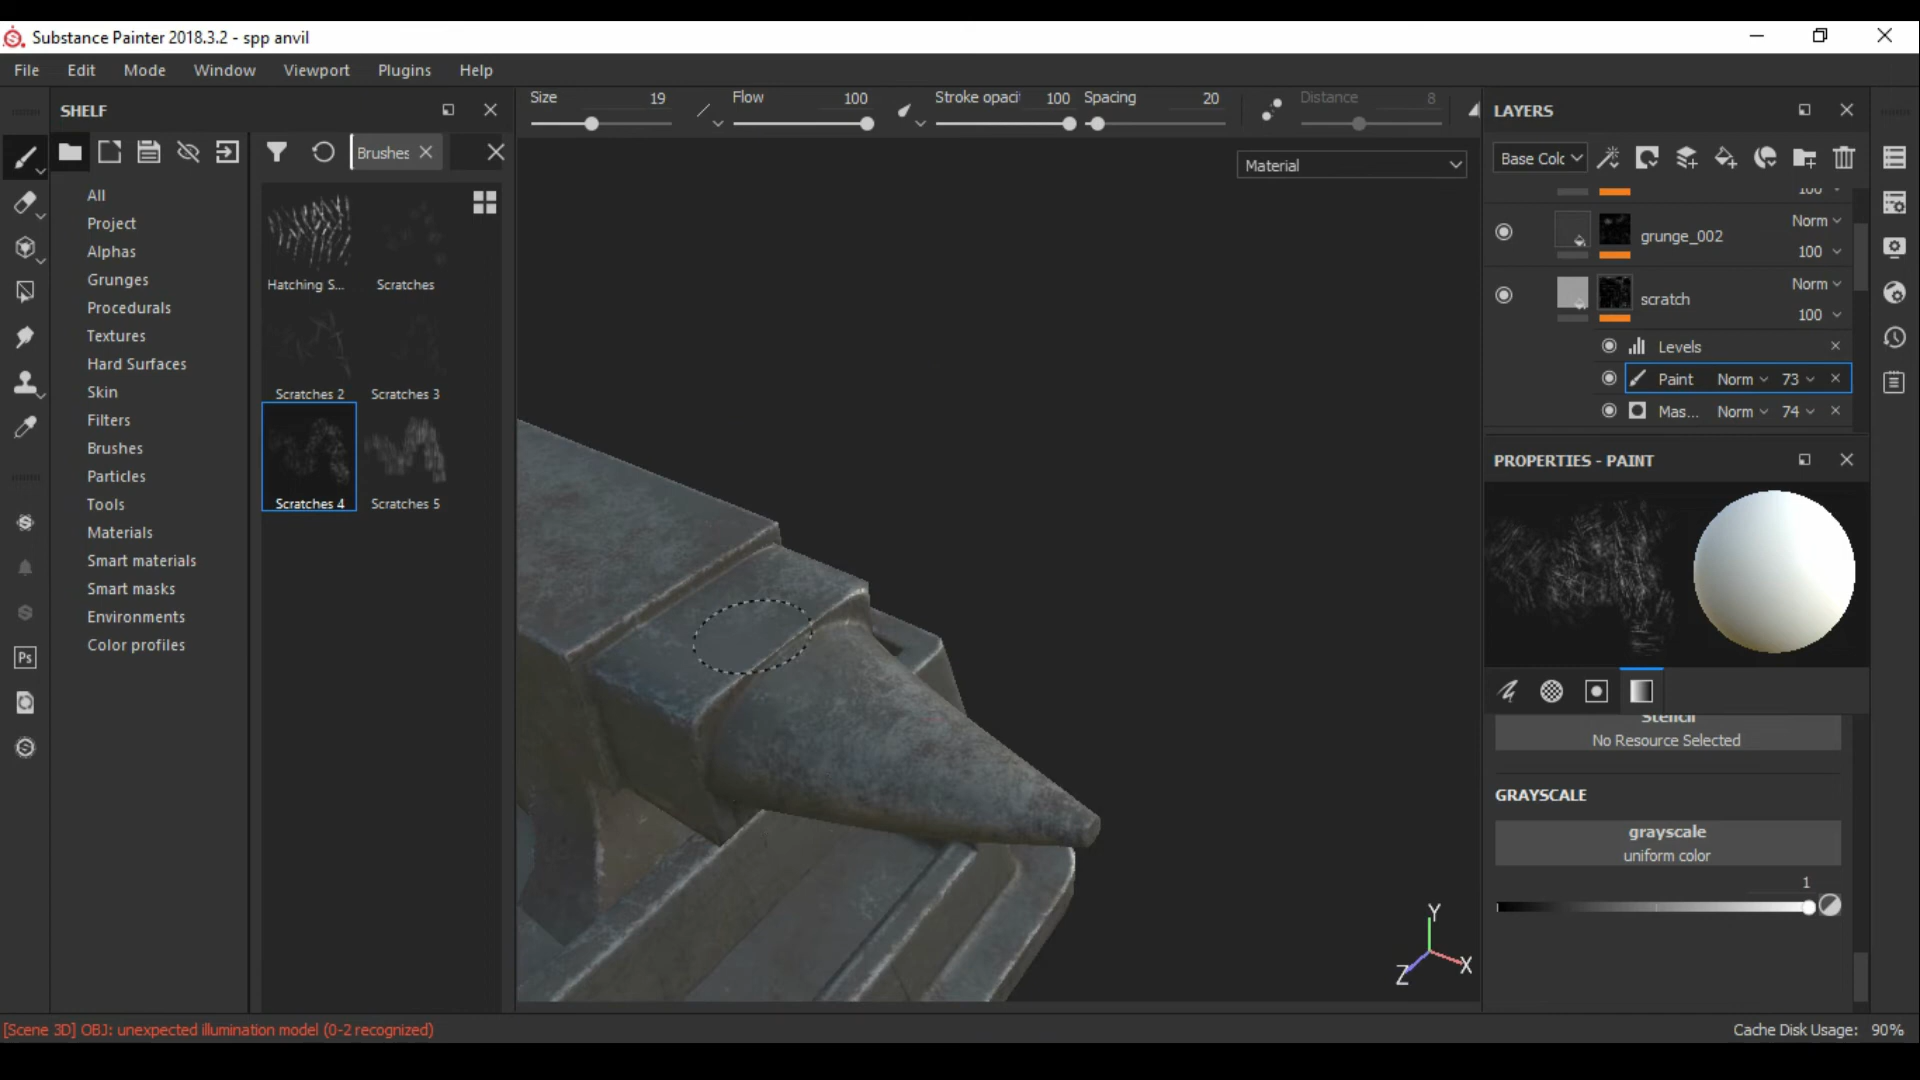 Substance Painter 2018.3.2 - spp anvil
File Edit Mode Window Viewport Plugins Help
SHELF
Brushes
All
Project
Alphas
Grunges
Procedurals
Textures
Hard Surfaces
Skin
Filters
Brushes
Particles
Tools
Materials
Smart materials
Smart masks
Environments
Color profiles
Hatching S... Scratches
Scratches 2 Scratches 3
Scratches 4 Scratches 5
Size 19 Flow 100 Stroke opaci 100 Spacing 20 Distance 8
Material
Y
X
Z
LAYERS
Base Colc
100
Norm
grunge_002
100
Norm
scratch
100
Levels
Paint Norm 73
Mas... Norm 74
PROPERTIES - PAINT
Stencil
No Resource Selected
GRAYSCALE
grayscale
uniform color
1
Ps
[Scene 3D] OBJ: unexpected illumination model (0-2 recognized)
Cache Disk Usage: 90%